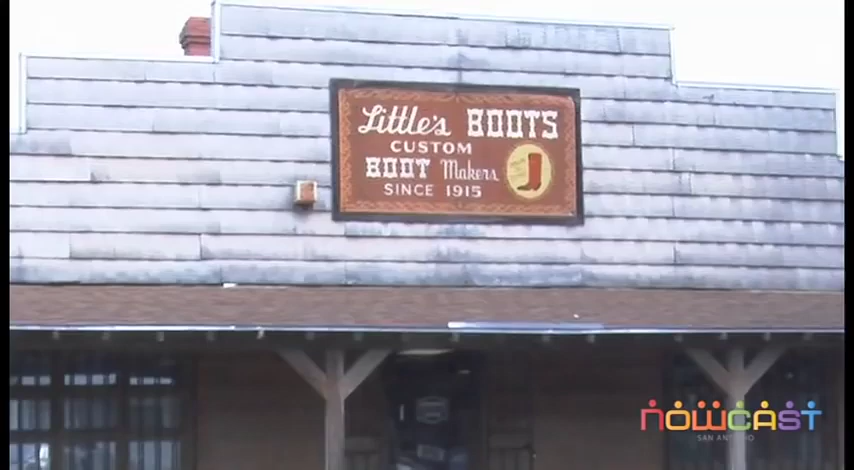 Little's BOOTS
CUSTOM
BOOT Makers
SINCE 1915
nowcast
SAN ANTONIO